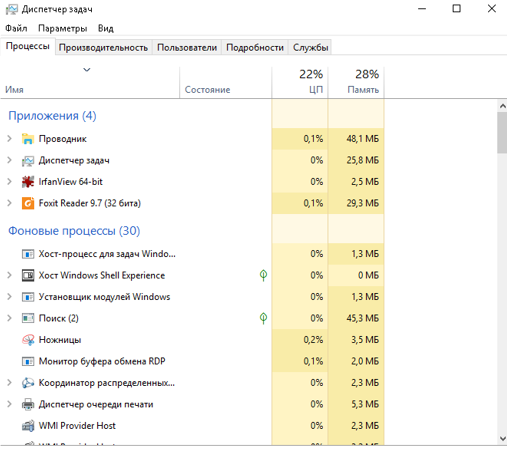 Диспетчер задач
Файл Параметры Вид
Процессы Производительность Пользователи Подробности Службы
22% 28%
Имя Состояние ЦП Память
Приложения (4)
Проводник 0,1% 48,1 МБ
Диспетчер задач 0% 25,8 МБ
IrfanView 64-bit 0% 2,5 МБ
Foxit Reader 9.7 (32 бита) 0,1% 29,3 МБ
Фоновые процессы (30)
Хост-процесс для задач Windo... 0% 1,3 МБ
Хост Windows Shell Experience 0% 0 МБ
Установщик модулей Windows 0% 1,3 МБ
Поиск (2) 0% 45,3 МБ
Ножницы 0,2% 3,5 МБ
Монитор буфера обмена RDP 0,1% 2,0 МБ
Координатор распределенных... 0% 2,3 МБ
Диспетчер очереди печати 0% 5,3 МБ
WMI Provider Host 0% 2,3 МБ
WMI Provider Host 0%